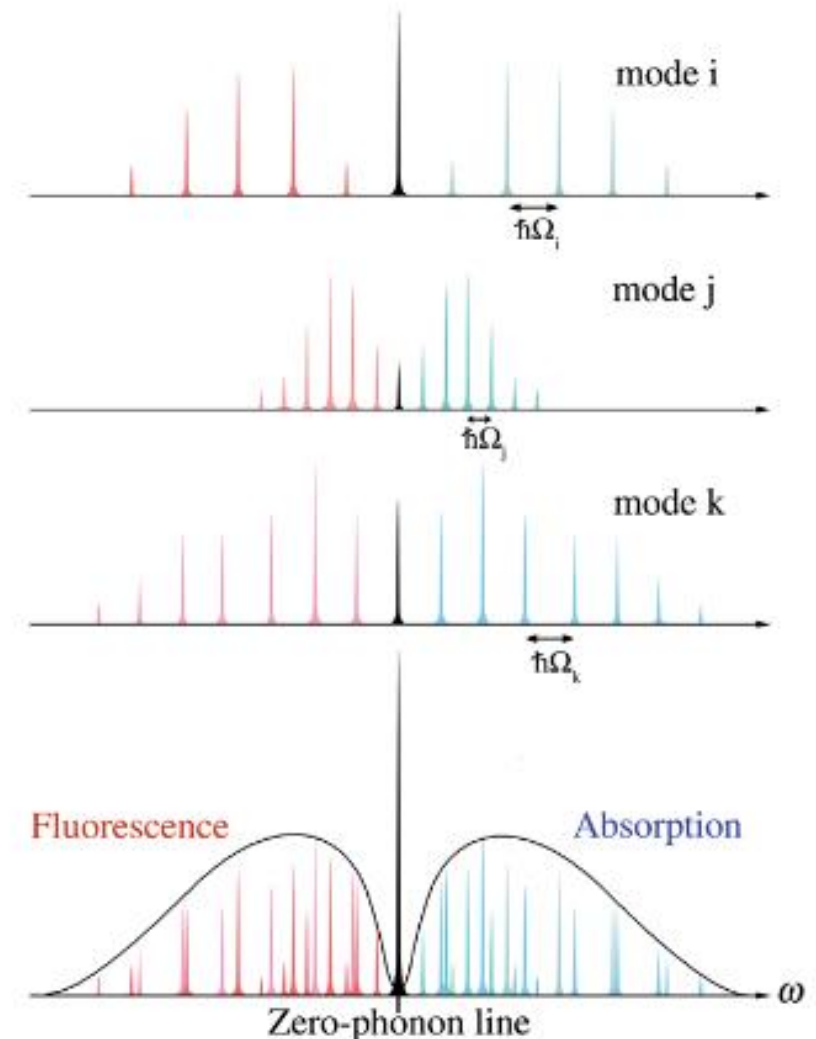 mode i
ħΩᵢ
mode j
ħΩⱼ
mode k
ħΩₖ
Fluorescence
Absorption
ω
Zero-phonon line